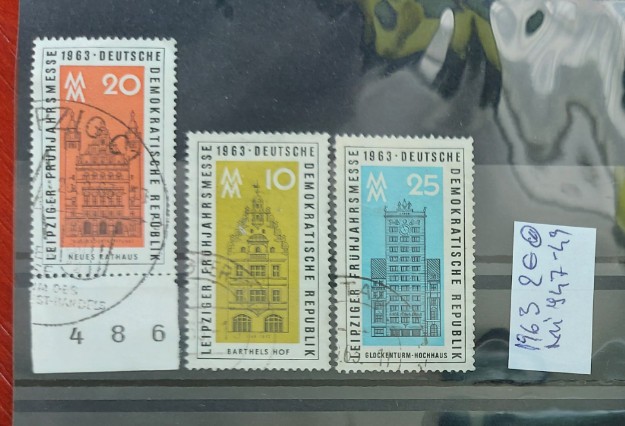 1963·DEUTSCHE
LEIPZIGER·FRÜHJAHRSMESSE
DEMOKRATISCHE REPUBLIK
MM
20
NEUES RATHAUS
4 8 6
1963·DEUTSCHE
LEIPZIGER·FRÜHJAHRSMESSE
DEMOKRATISCHE REPUBLIK
MM
10
BARTHELS HOF
1963·DEUTSCHE
LEIPZIGER·FRÜHJAHRSMESSE
DEMOKRATISCHE REPUBLIK
MM
25
GLOCKENTURM-HOCHHAUS
1963 2€
947-49